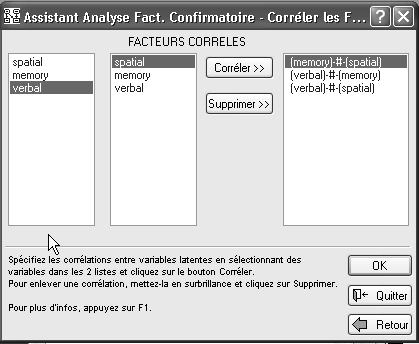 Assistant Analyse Fact. Confirmatoire - Corréler les F...
FACTEURS CORRELES
spatial
memory
verbal
spatial
memory
verbal
Corréler >>
Supprimer >>
(memory)-#-(spatial)
(verbal)-#-(memory)
(verbal)-#-(spatial)
Spécifiez les corrélations entre variables latentes en sélectionnant des
variables dans les 2 listes et cliquez sur le bouton Corréler.
Pour enlever une corrélation, mettez-la en surbrillance et cliquez sur Supprimer.
Pour plus d'infos, appuyez sur F1.
OK
Quitter
Retour